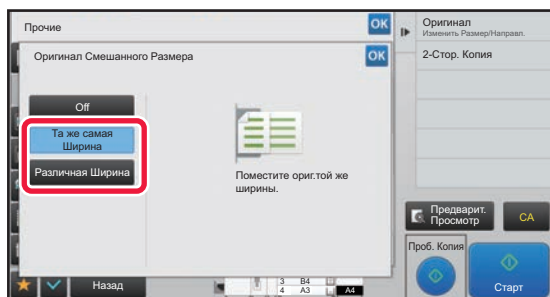 Прочие
OK
Оригинал
Изменить Размер/Направл.
Оригинал Смешанного Размера
OK
2-Стор. Копия
Off
Та же самая
Ширина
Различная Ширина
Поместите ориг.той же
ширины.
Предварит.
Просмотр
CA
Проб. Копия
Старт
Назад
3 B4
4 A3
A4